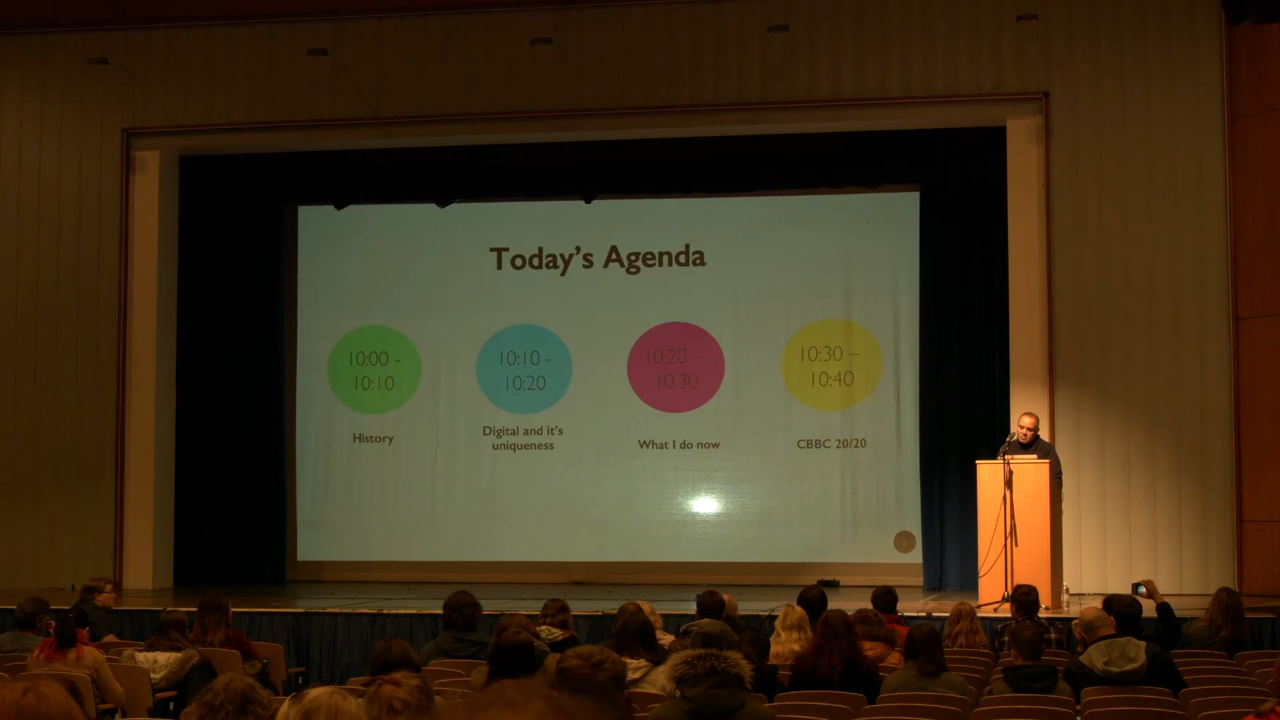 Today's Agenda
10:00 -
10:10
10:10 -
10:20
10:20 –
10:30
10:30 –
10:40
History
Digital and it's
uniqueness
What I do now
CBBC 20/20